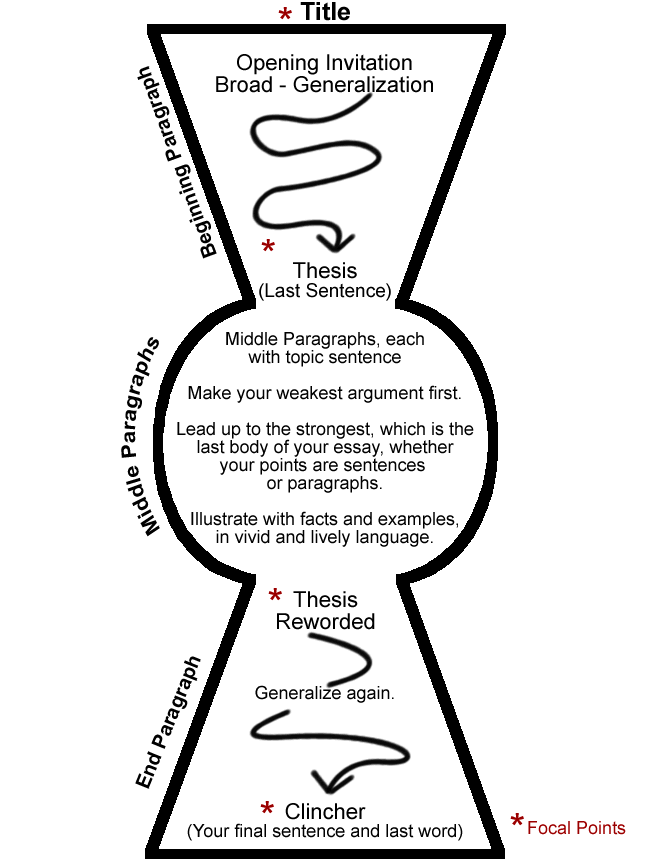 * Title
Beginning Paragraph
Opening Invitation
Broad - Generalization
*
Thesis
(Last Sentence)
Middle Paragraphs
Middle Paragraphs, each
with topic sentence
Make your weakest argument first.
Lead up to the strongest, which is the
last body of your essay, whether
your points are sentences
or paragraphs.
Illustrate with facts and examples,
in vivid and lively language.
End Paragraph
* Thesis
Reworded
Generalize again.
* Clincher
(Your final sentence and last word)
* Focal Points